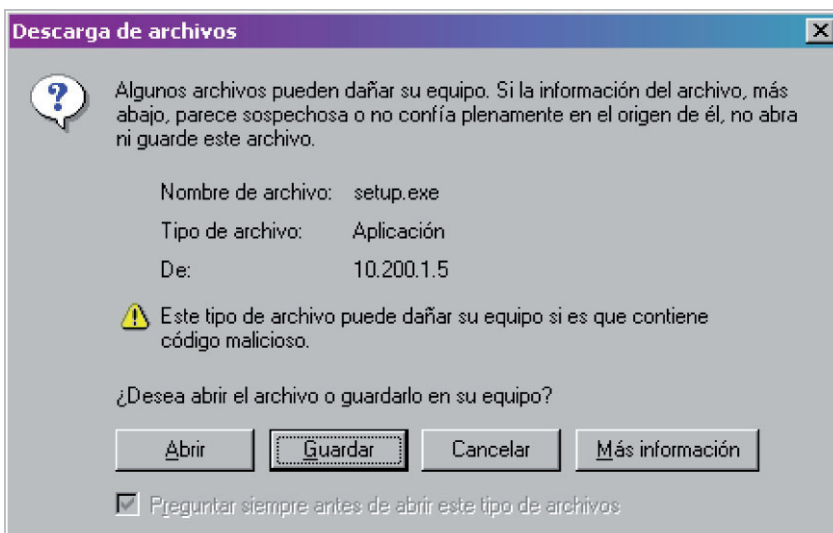 Descarga de archivos
Algunos archivos pueden dañar su equipo. Si la información del archivo, más
abajo, parece sospechosa o no confía plenamente en el origen de él, no abra
ni guarde este archivo.
Nombre de archivo: setup.exe
Tipo de archivo: Aplicación
De: 10.200.1.5
Este tipo de archivo puede dañar su equipo si es que contiene
código malicioso.
¿Desea abrir el archivo o guardarlo en su equipo?
Abrir Guardar Cancelar Más información
Preguntar siempre antes de abrir este tipo de archivos